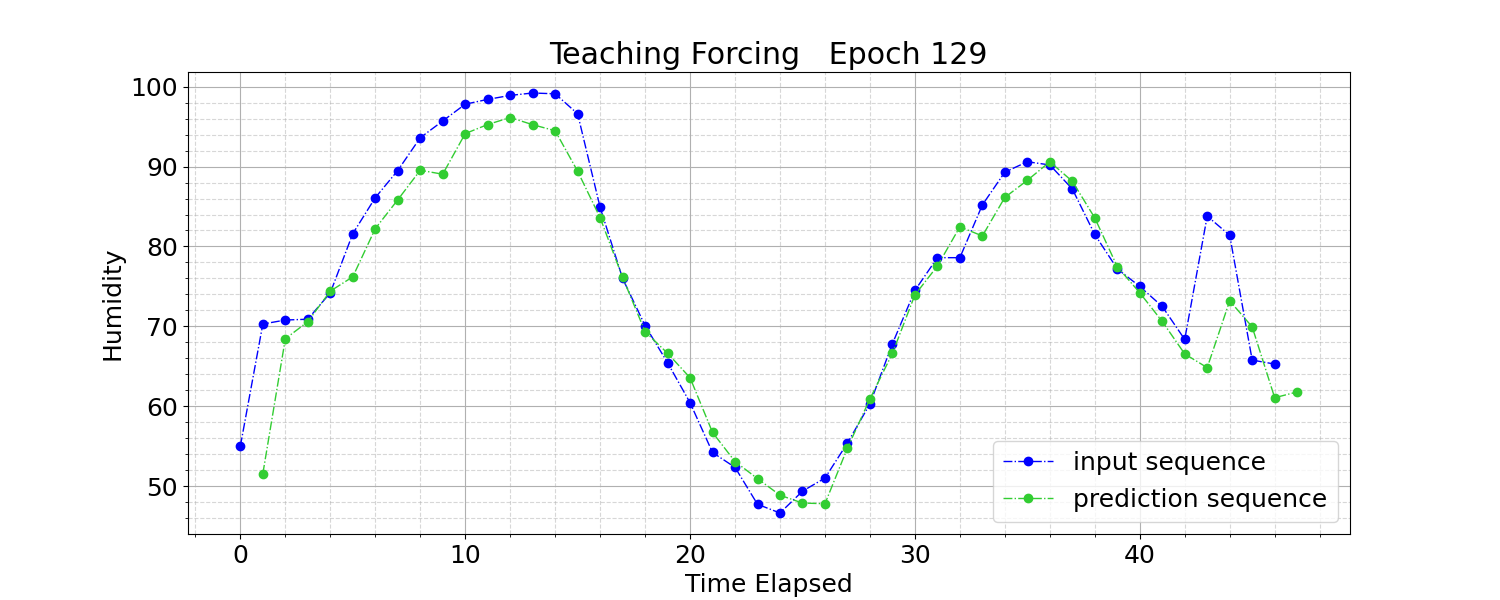 Teaching Forcing   Epoch 129
100
90
80
70
60
50
Humidity
0 10 20 30 40
Time Elapsed
input sequence
prediction sequence